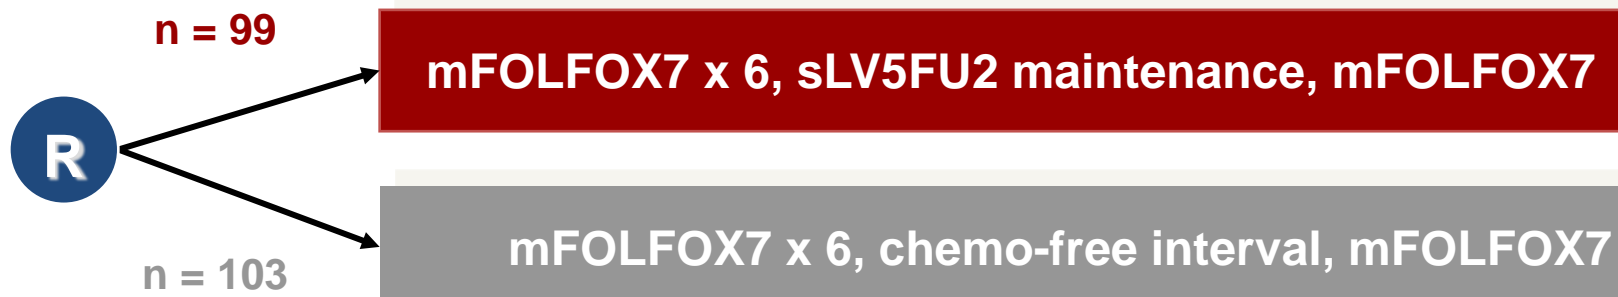 n = 99
mFOLFOX7 x 6, sLV5FU2 maintenance, mFOLFOX7
R
mFOLFOX7 x 6, chemo-free interval, mFOLFOX7
n = 103